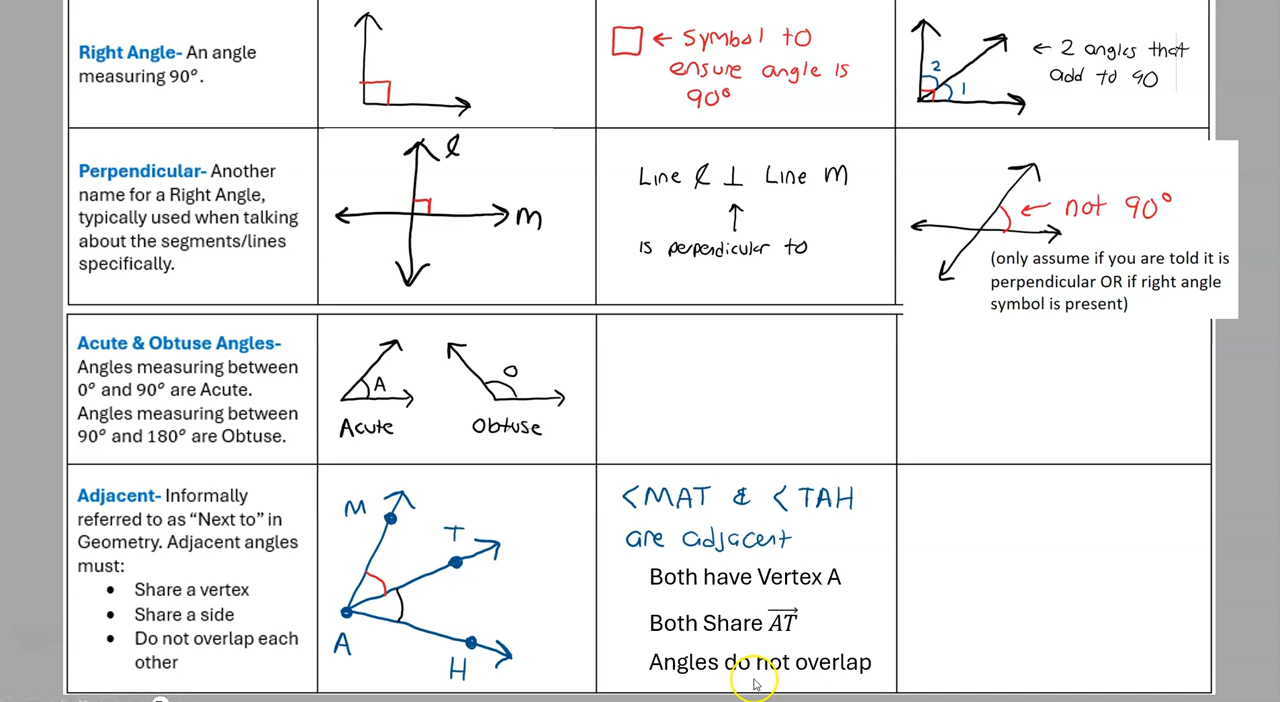 Right Angle- An angle
measuring 90°.
□ ← Symbol to
ensure angle is
90°
2
1
← 2 angles that
add to 90
Perpendicular- Another
name for a Right Angle,
typically used when talking
about the segments/lines
specifically.
ℓ
m
Line ℓ ⊥ Line m
↑
is perpendicular to
← not 90°
(only assume if you are told it is
perpendicular OR if right angle
symbol is present)
Acute & Obtuse Angles-
Angles measuring between
0° and 90° are Acute.
Angles measuring between
90° and 180° are Obtuse.
A
Acute
O
Obtuse
Adjacent- Informally
referred to as “Next to” in
Geometry. Adjacent angles
must:
• Share a vertex
• Share a side
• Do not overlap each
other
M
T
A
H
<MAT & <TAH
are adjacent
Both have Vertex A
Both Share AT
Angles do not overlap